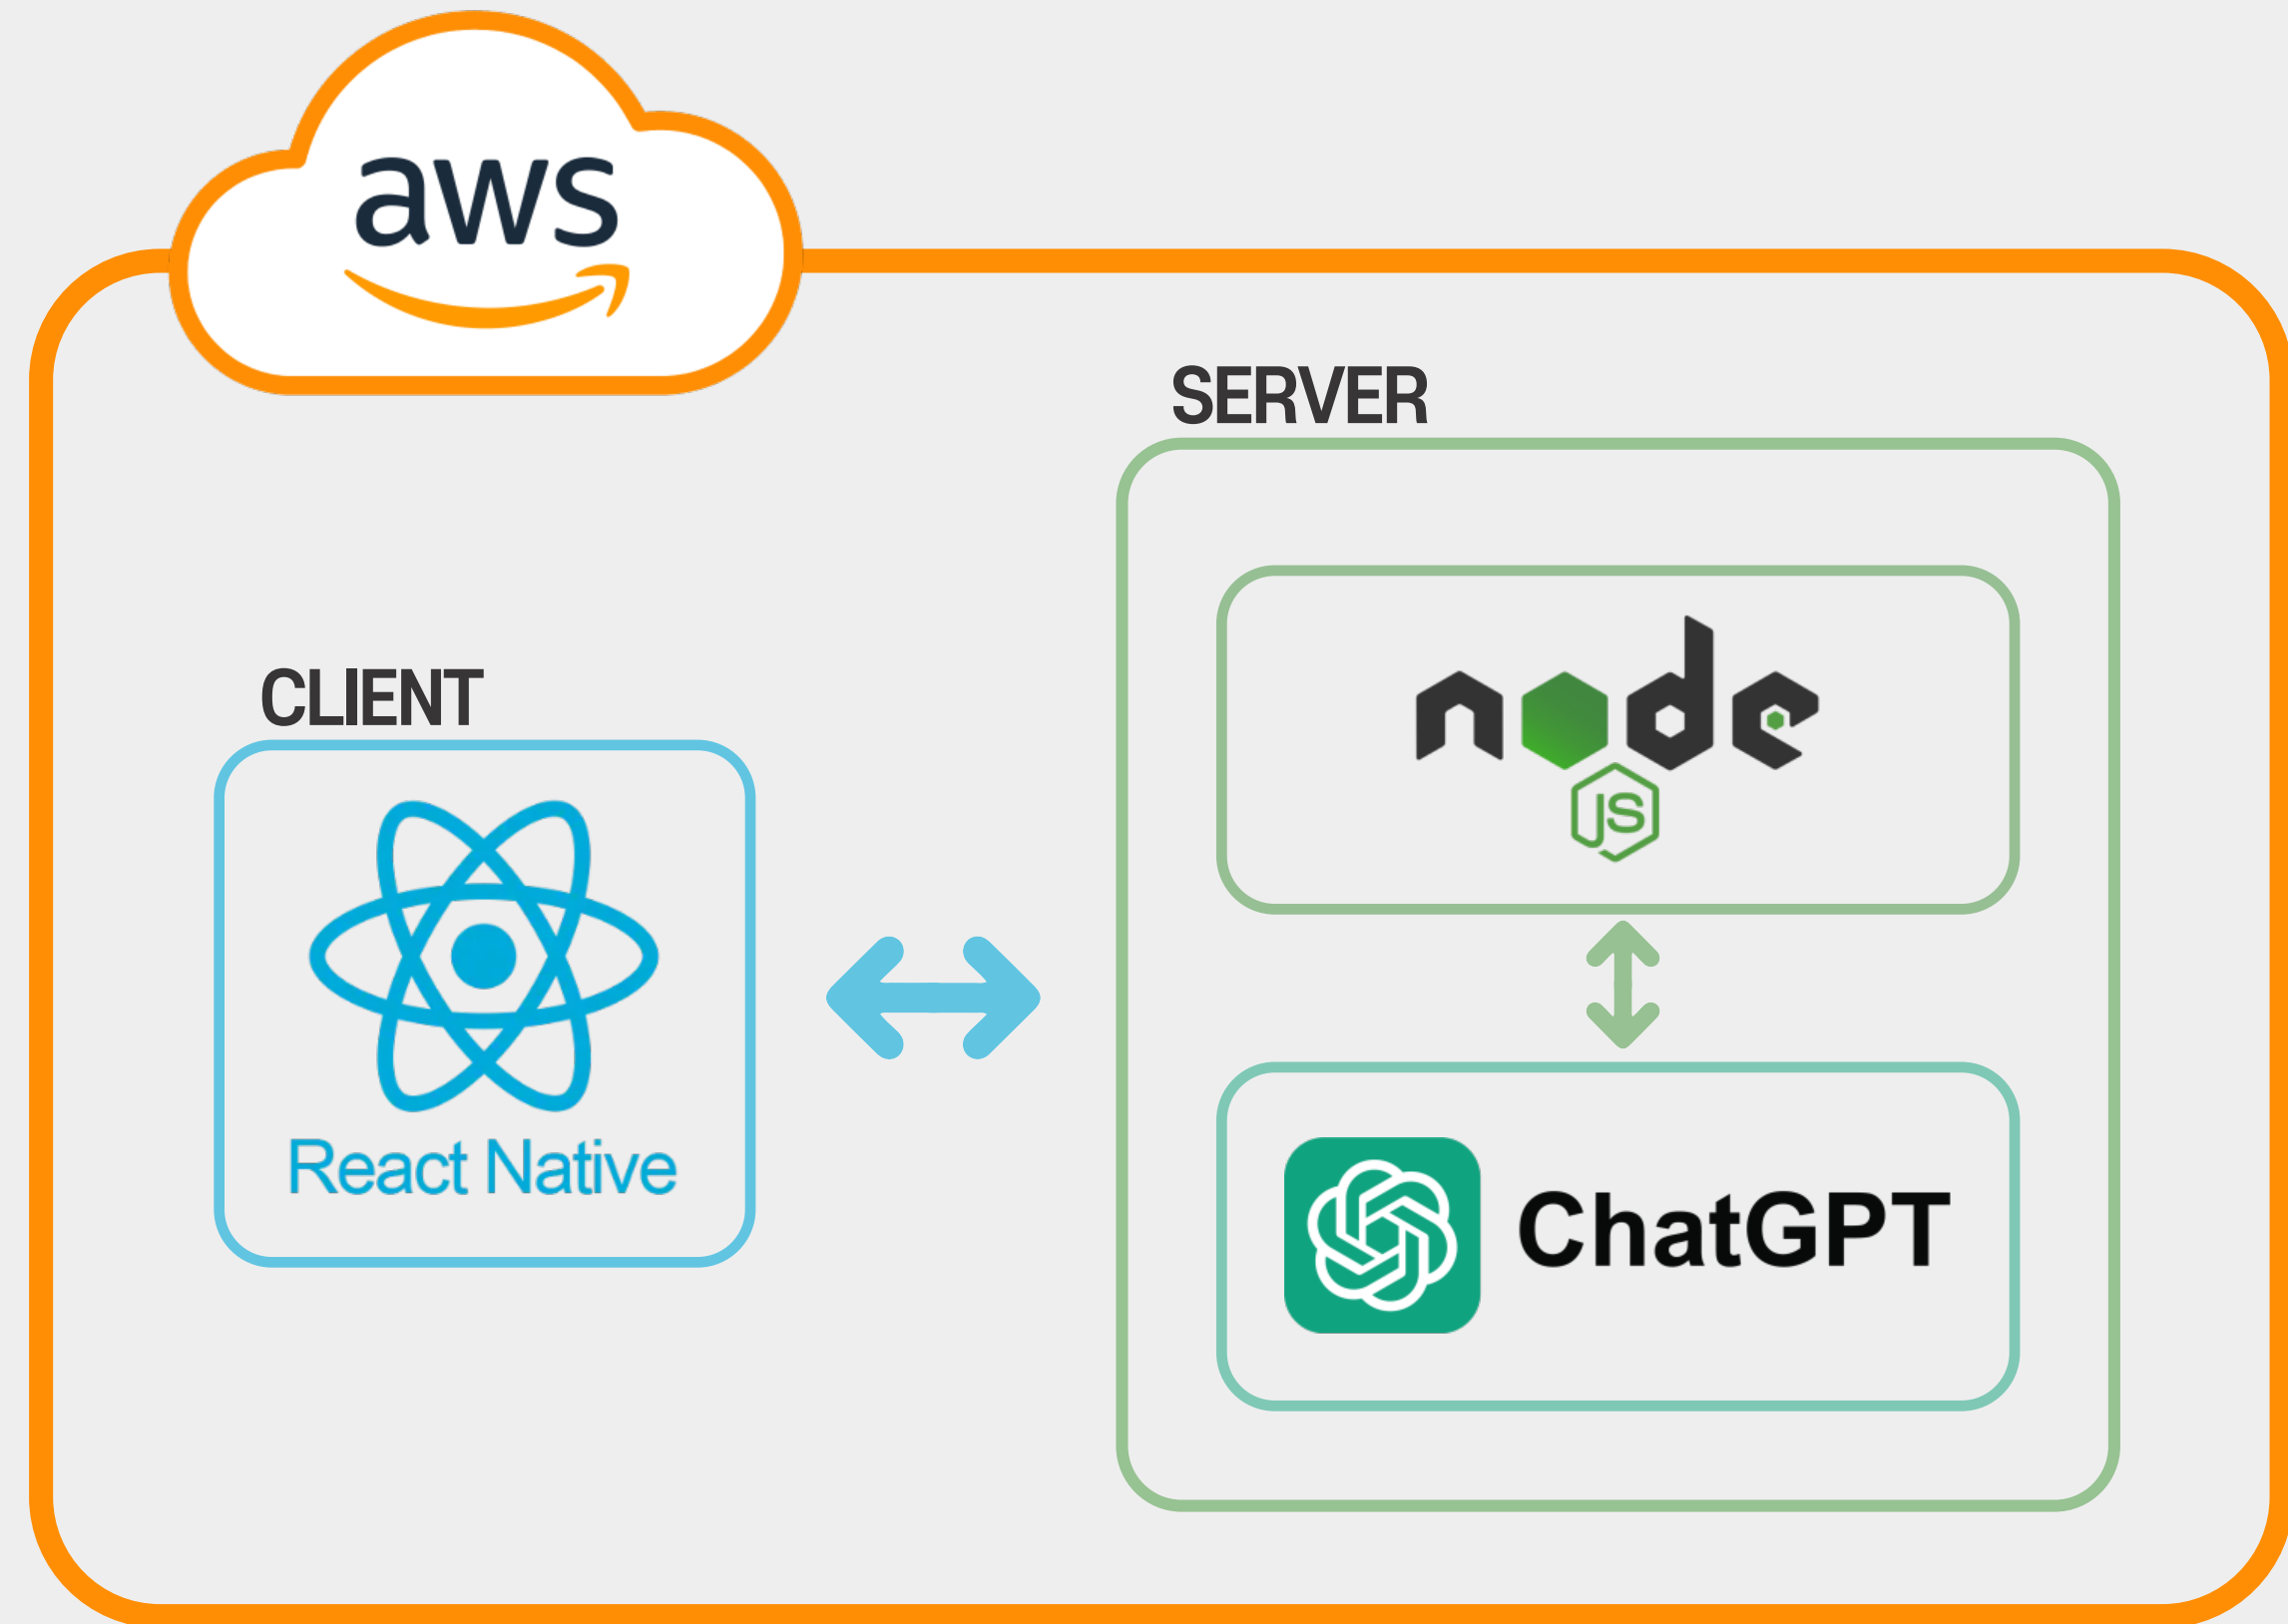 aws
SERVER
CLIENT
node
JS
React Native
ChatGPT